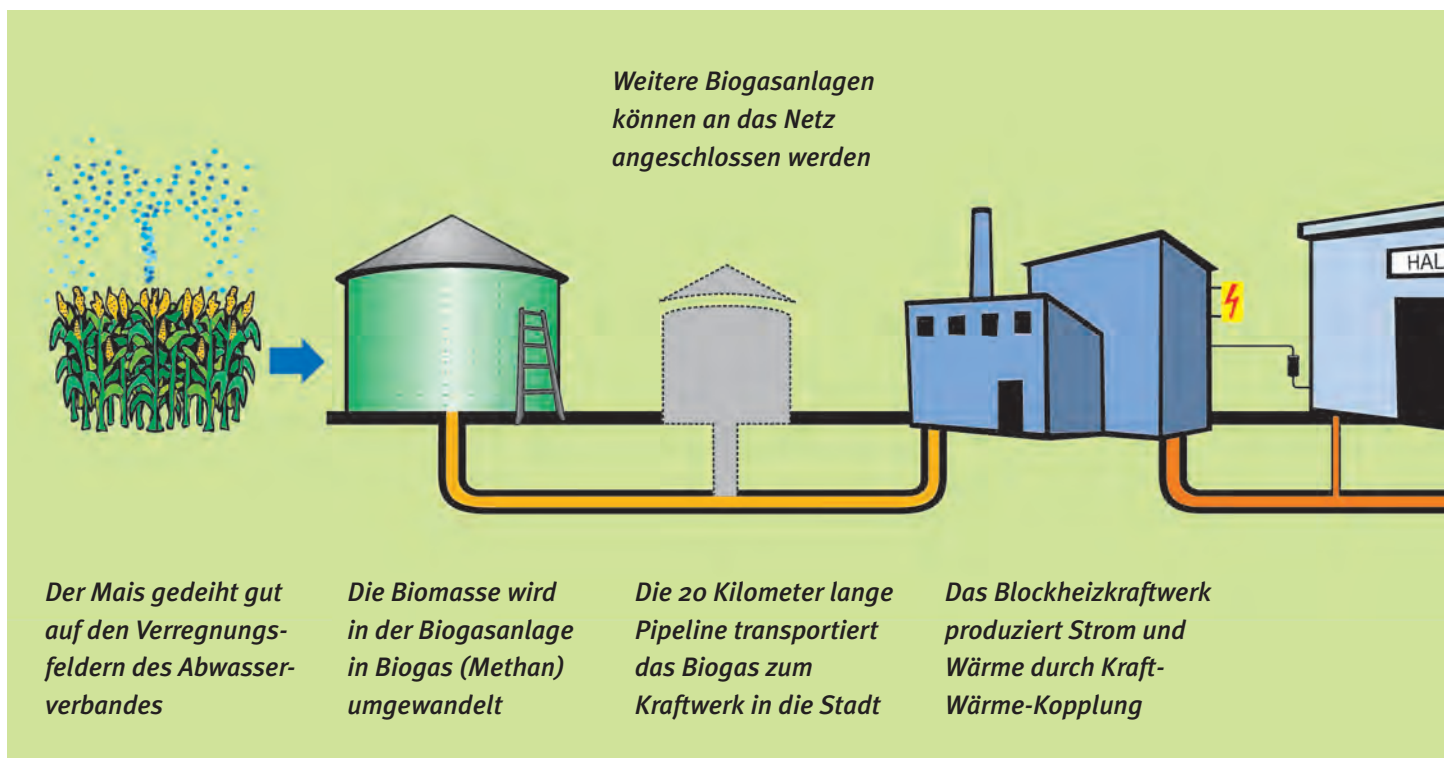 Weitere Biogasanlagen
können an das Netz
angeschlossen werden
HAL
Der Mais gedeiht gut
auf den Verregnungs-
feldern des Abwasser-
verbandes
Die Biomasse wird
in der Biogasanlage
in Biogas (Methan)
umgewandelt
Die 20 Kilometer lange
Pipeline transportiert
das Biogas zum
Kraftwerk in die Stadt
Das Blockheizkraftwerk
produziert Strom und
Wärme durch Kraft-
Wärme-Kopplung